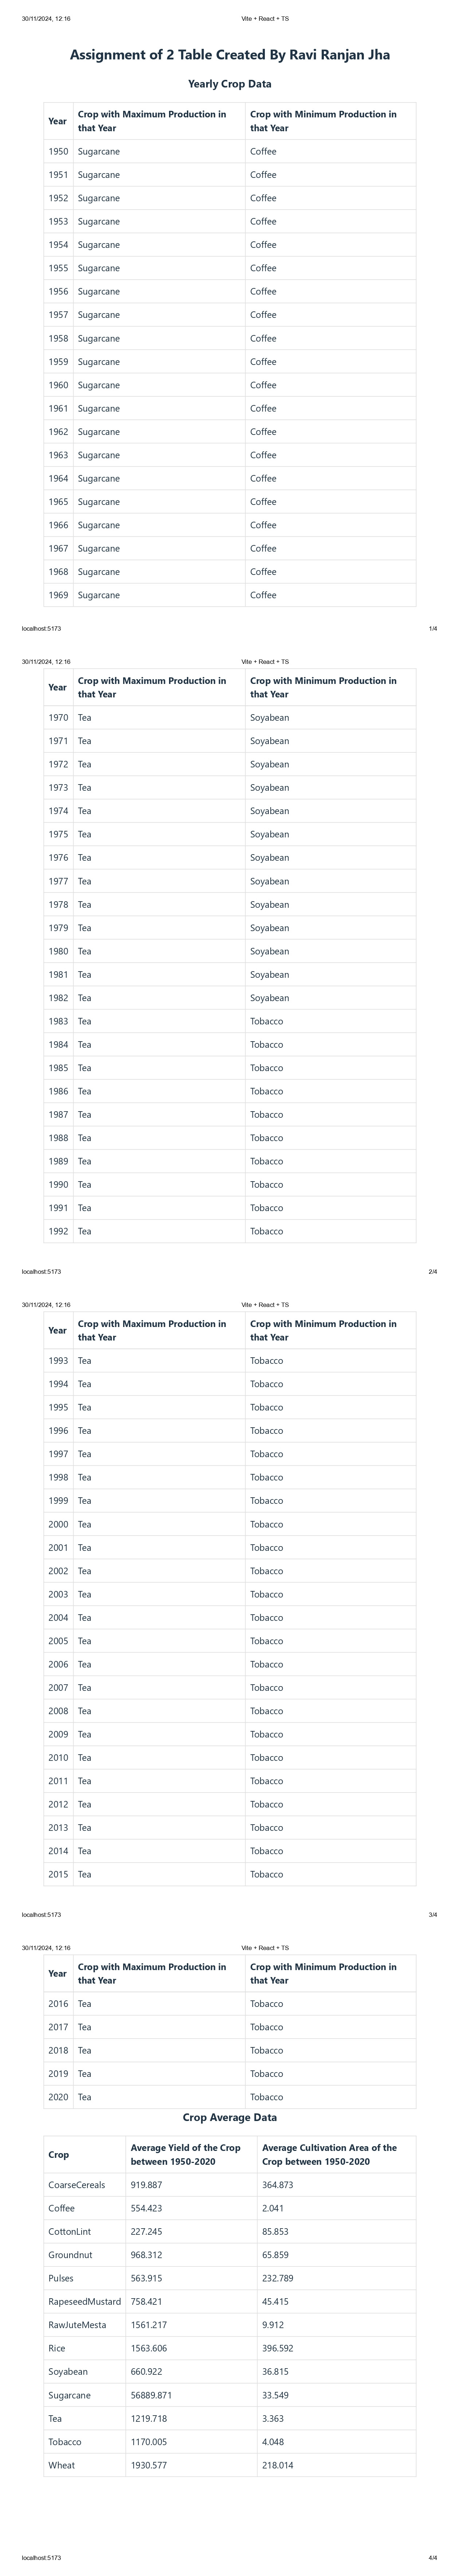 30/11/2024, 12:16 Vite + React + TS
Assignment of 2 Table Created By Ravi Ranjan Jha
Yearly Crop Data
Year Crop with Maximum Production in that Year Crop with Minimum Production in that Year
1950 Sugarcane Coffee
1951 Sugarcane Coffee
1952 Sugarcane Coffee
1953 Sugarcane Coffee
1954 Sugarcane Coffee
1955 Sugarcane Coffee
1956 Sugarcane Coffee
1957 Sugarcane Coffee
1958 Sugarcane Coffee
1959 Sugarcane Coffee
1960 Sugarcane Coffee
1961 Sugarcane Coffee
1962 Sugarcane Coffee
1963 Sugarcane Coffee
1964 Sugarcane Coffee
1965 Sugarcane Coffee
1966 Sugarcane Coffee
1967 Sugarcane Coffee
1968 Sugarcane Coffee
1969 Sugarcane Coffee
localhost:5173 1/4
30/11/2024, 12:16 Vite + React + TS
Year Crop with Maximum Production in that Year Crop with Minimum Production in that Year
1970 Tea Soyabean
1971 Tea Soyabean
1972 Tea Soyabean
1973 Tea Soyabean
1974 Tea Soyabean
1975 Tea Soyabean
1976 Tea Soyabean
1977 Tea Soyabean
1978 Tea Soyabean
1979 Tea Soyabean
1980 Tea Soyabean
1981 Tea Soyabean
1982 Tea Soyabean
1983 Tea Tobacco
1984 Tea Tobacco
1985 Tea Tobacco
1986 Tea Tobacco
1987 Tea Tobacco
1988 Tea Tobacco
1989 Tea Tobacco
1990 Tea Tobacco
1991 Tea Tobacco
1992 Tea Tobacco
localhost:5173 2/4
30/11/2024, 12:16 Vite + React + TS
Year Crop with Maximum Production in that Year Crop with Minimum Production in that Year
1993 Tea Tobacco
1994 Tea Tobacco
1995 Tea Tobacco
1996 Tea Tobacco
1997 Tea Tobacco
1998 Tea Tobacco
1999 Tea Tobacco
2000 Tea Tobacco
2001 Tea Tobacco
2002 Tea Tobacco
2003 Tea Tobacco
2004 Tea Tobacco
2005 Tea Tobacco
2006 Tea Tobacco
2007 Tea Tobacco
2008 Tea Tobacco
2009 Tea Tobacco
2010 Tea Tobacco
2011 Tea Tobacco
2012 Tea Tobacco
2013 Tea Tobacco
2014 Tea Tobacco
2015 Tea Tobacco
localhost:5173 3/4
30/11/2024, 12:16 Vite + React + TS
Year Crop with Maximum Production in that Year Crop with Minimum Production in that Year
2016 Tea Tobacco
2017 Tea Tobacco
2018 Tea Tobacco
2019 Tea Tobacco
2020 Tea Tobacco
Crop Average Data
Crop Average Yield of the Crop between 1950-2020 Average Cultivation Area of the Crop between 1950-2020
CoarseCereals 919.887 364.873
Coffee 554.423 2.041
CottonLint 227.245 85.853
Groundnut 968.312 65.859
Pulses 563.915 232.789
RapeseedMustard 758.421 45.415
RawJuteMesta 1561.217 9.912
Rice 1563.606 396.592
Soyabean 660.922 36.815
Sugarcane 56889.871 33.549
Tea 1219.718 3.363
Tobacco 1170.005 4.048
Wheat 1930.577 218.014
localhost:5173 4/4